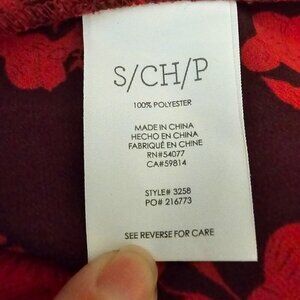 S/CH/P
100% POLYESTER
MADE IN CHINA
HECHO EN CHINA
FABRIQUÉ EN CHINE
RN#54077
CA#59814
STYLE# 3258
PO# 216773
SEE REVERSE FOR CARE